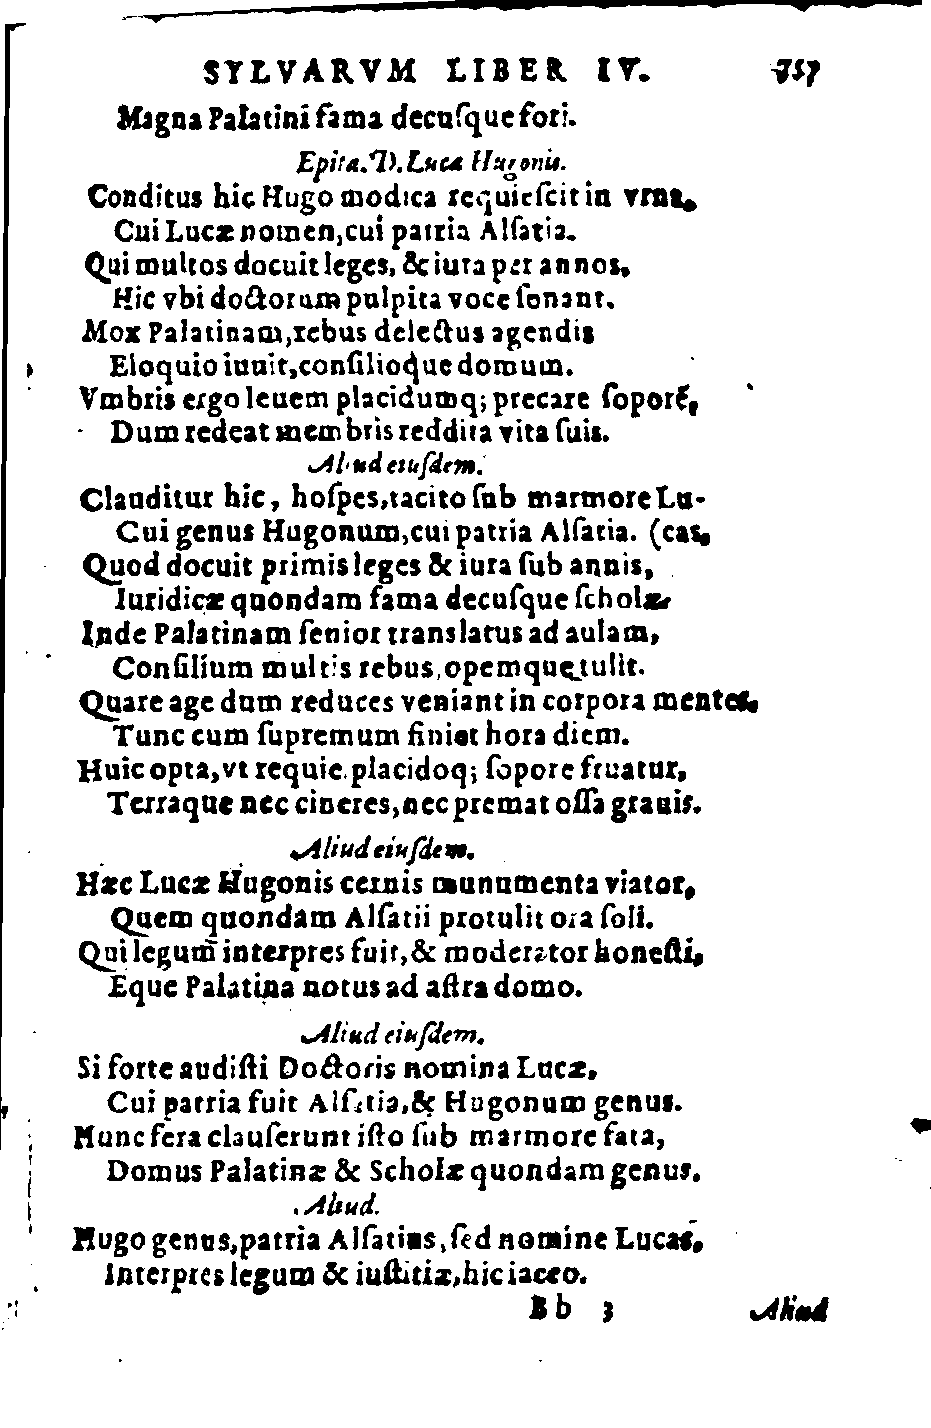 SYLVARVM LIBER IV. 757
Magna Palatini fama decuſque fori.
Epita. D. Lucæ Hugonis.
Conditus hic Hugo modica requieſcit in vrna,
Cui Lucæ nomen, cui patria Alſatia.
Qui multos docuit leges, & iura per annos,
Hic vbi doctorum pulpita voce ſonant.
Mox Palatinam, rebus delectus agendis
Eloquio iuuit, conſilioque domum.
Vmbris ergo leuem placidumq; precare ſoporē,
Dum redeat membris reddita vita ſuis.
Aliud eiuſdem.
Clauditur hic, hoſpes, tacito ſub marmore Lu-
Cui genus Hugonum, cui patria Alſatia. (cas,
Quod docuit primis leges & iura ſub annis,
Iuridicæ quondam fama decuſque ſcholæ,
Inde Palatinam ſenior translatus ad aulam,
Conſilium multis rebus, opemque tulit.
Quare age dum reduces veniant in corpora mentes,
Tunc cum ſupremum finiet hora diem.
Huic opta, vt requie placidoq; ſopore fruatur,
Terraque nec cineres, nec premat oſſa grauis.
Aliud eiuſdem.
Hæc Lucæ Hugonis cernis munumenta viator,
Quem quondam Alſatii protulit ora ſoli.
Qui legum̄ interpres fuit, & moderator honeſti,
Eque Palatina notus ad aſtra domo.
Aliud eiuſdem.
Si forte audiſti Doctoris nomina Lucæ,
Cui patria fuit Alſatia, & Hugonum genus.
Nunc fera clauſerunt iſto ſub marmore fata,
Domus Palatinæ & Scholæ quondam genus.
Aliud.
Hugo genus, patria Alſatius, ſed nomine Lucas,
Interpres legum & iuſtitiæ, hic iaceo.
Bb 3 Aliud